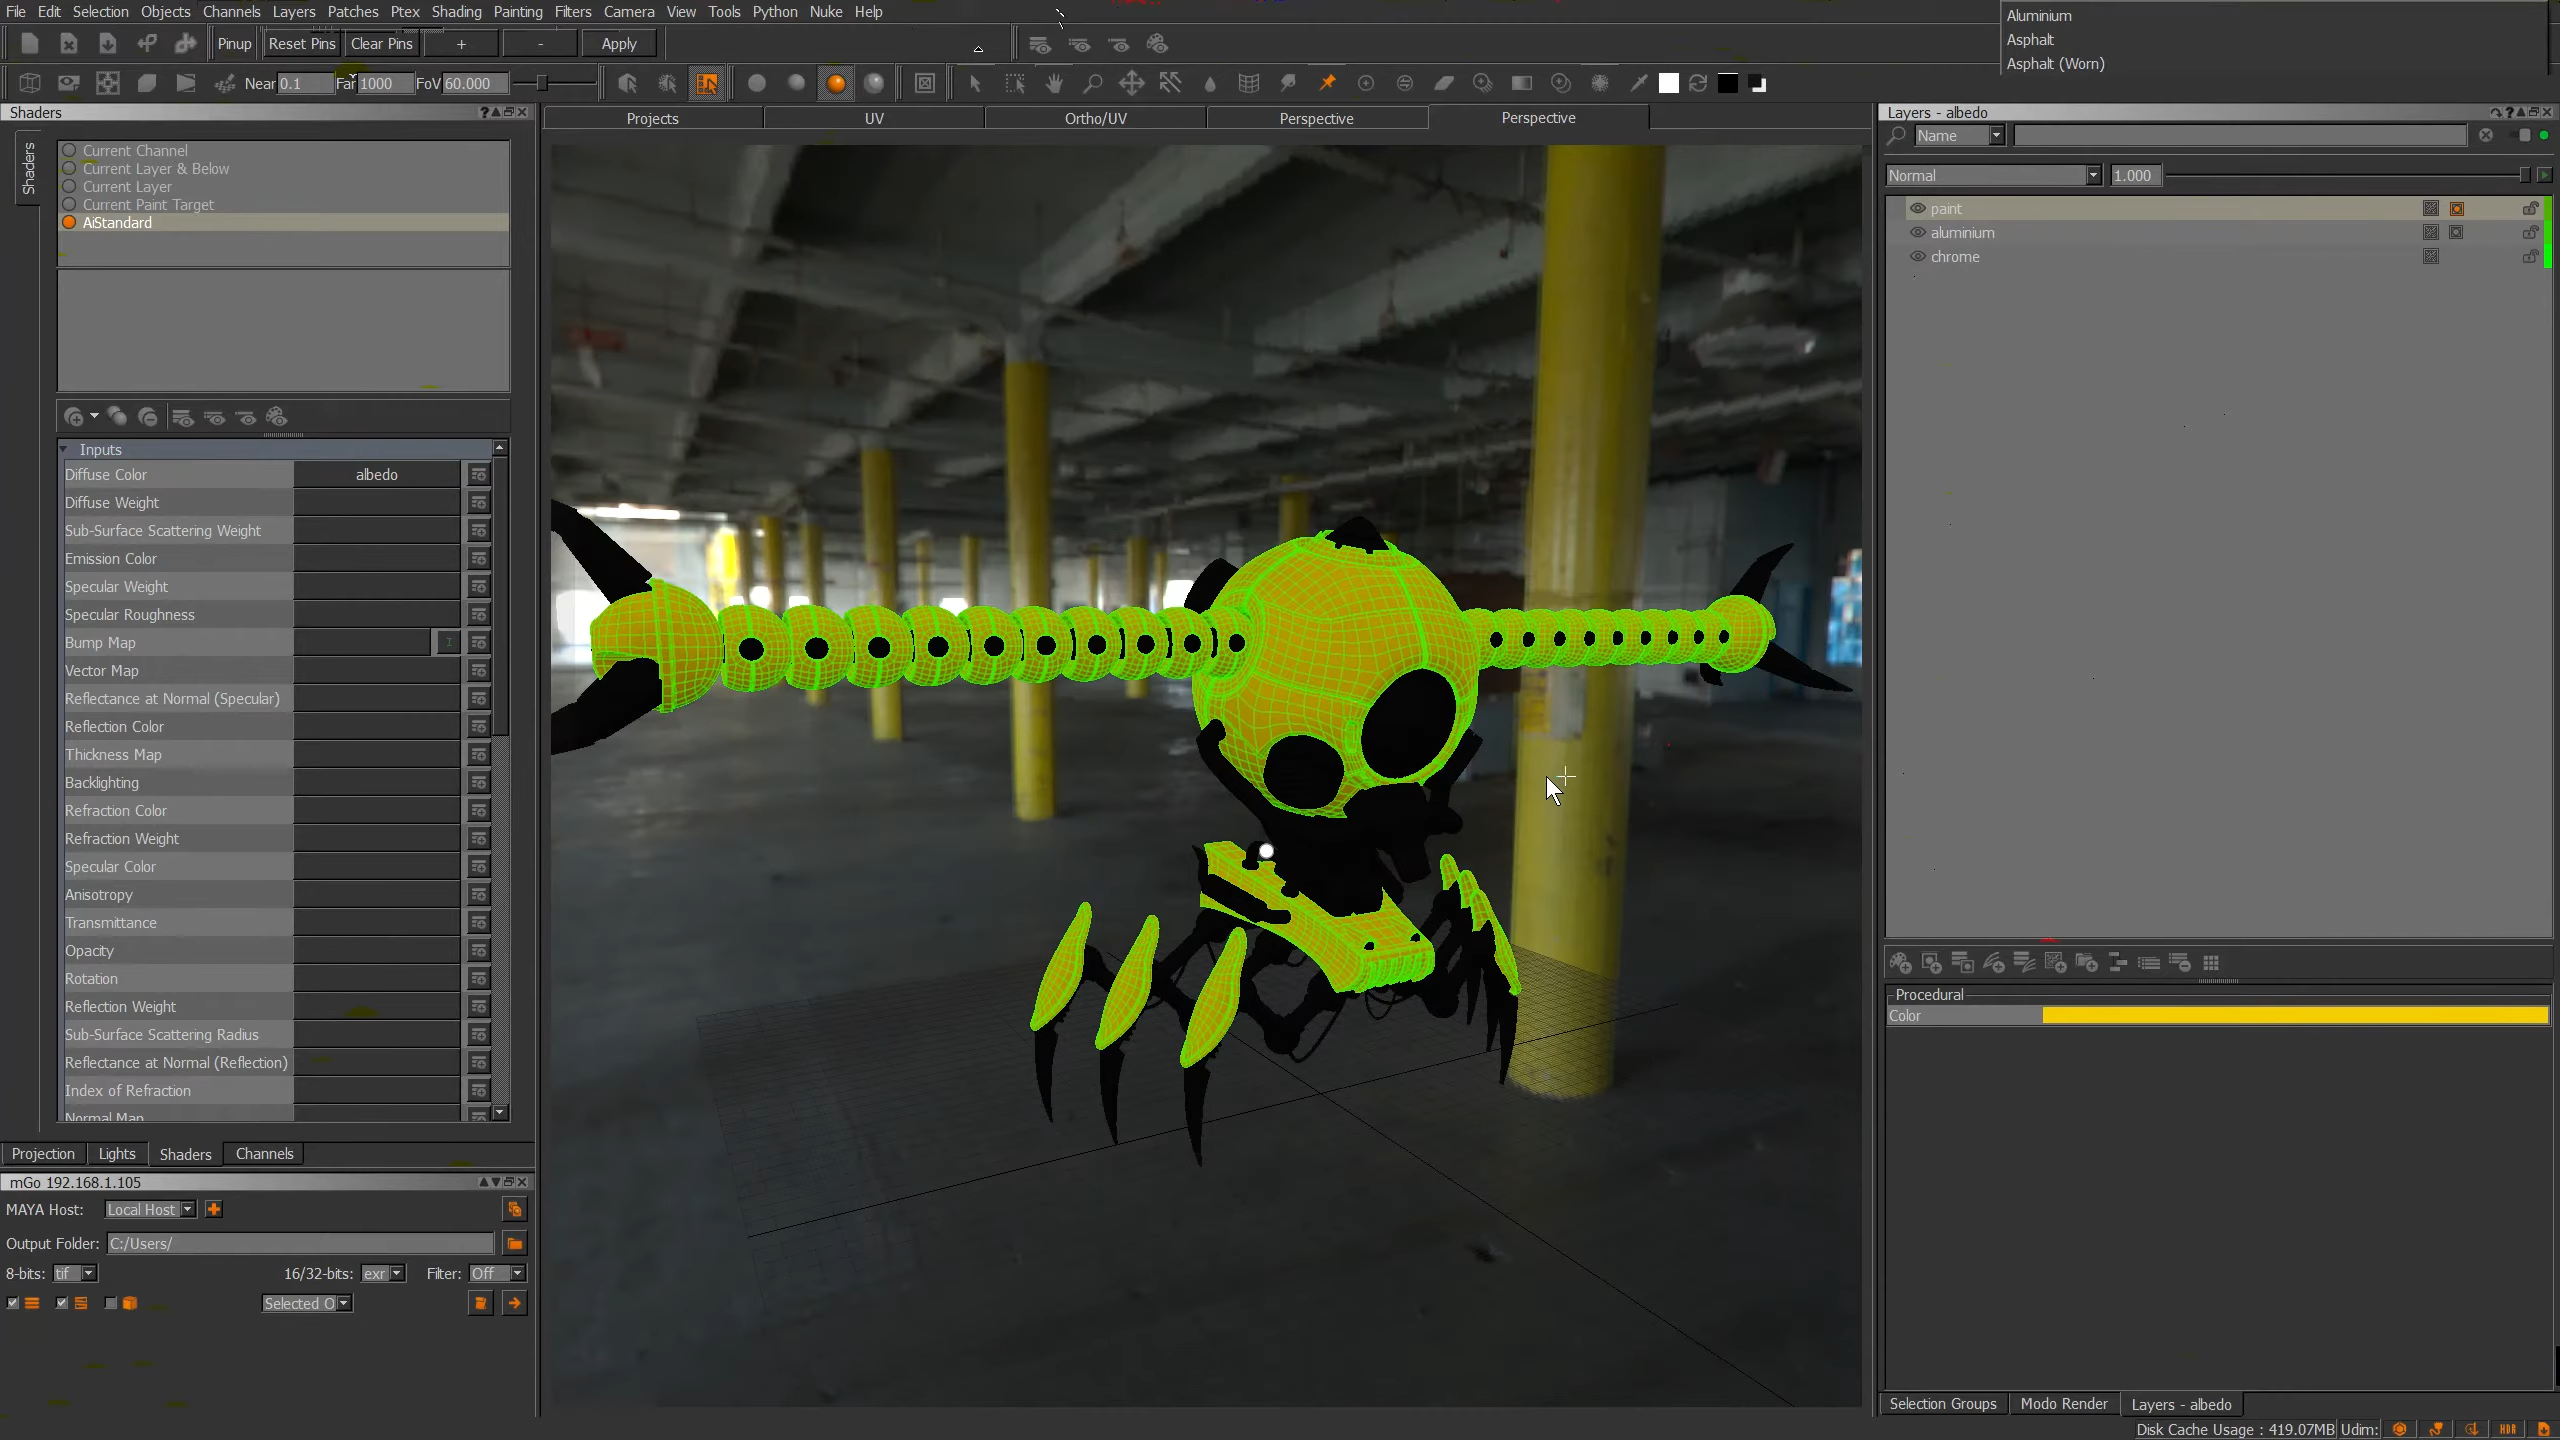 File Edit Selection Objects Channels Layers Patches Ptex Shading Painting Filters Camera View Tools Python Nuke Help
Aluminium
Asphalt
Asphalt (Worn)
Pinup Reset Pins Clear Pins + - Apply
Near 0.1 Far 1000 FoV 60.000
Shaders
Shaders
Current Channel
Current Layer & Below
Current Layer
Current Paint Target
AiStandard
Inputs
Diffuse Color albedo
Diffuse Weight
Sub-Surface Scattering Weight
Emission Color
Specular Weight
Specular Roughness
Bump Map
Vector Map
Reflectance at Normal (Specular)
Reflection Color
Thickness Map
Backlighting
Refraction Color
Refraction Weight
Specular Color
Anisotropy
Transmittance
Opacity
Rotation
Reflection Weight
Sub-Surface Scattering Radius
Reflectance at Normal (Reflection)
Index of Refraction
Normal Map
Projection Lights Shaders Channels
mGo 192.168.1.105
MAYA Host: Local Host
Output Folder: C:/Users/
8-bits: tif 16/32-bits: exr Filter: Off
Selected O
Projects UV Ortho/UV Perspective Perspective
Layers - albedo
Name
Normal 1.000
paint
aluminium
chrome
Procedural
Color
Selection Groups Modo Render Layers - albedo
Disk Cache Usage : 419.07MB Udim: HDR